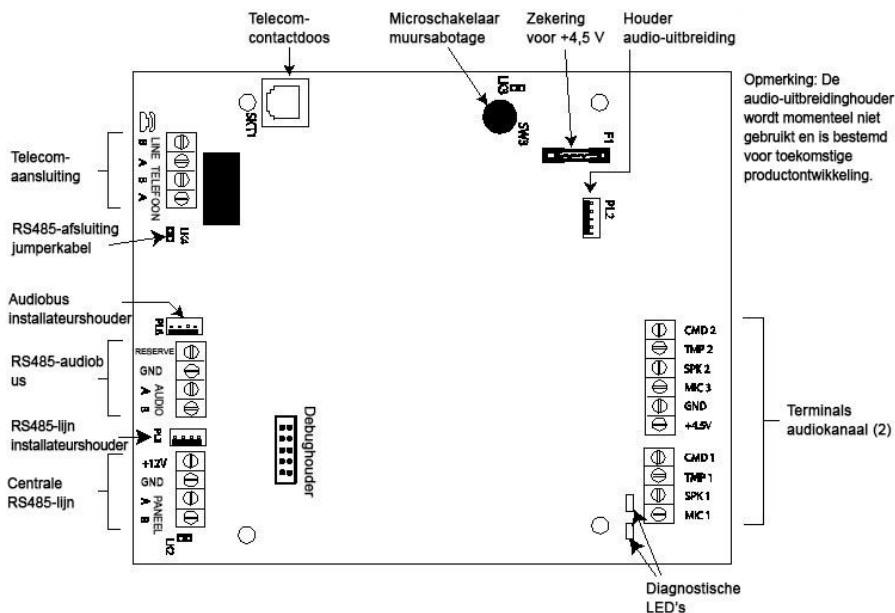 Telecom-
contactdoos
Microschakelaar
muursabotage
Zekering
voor +4,5 V
Houder
audio-uitbreiding
Opmerking: De
audio-uitbreidinghouder
wordt momenteel niet
gebruikt en is bestemd
voor toekomstige
productontwikkeling.
SKT1
LK3
SW3
F1
PL2
Telecom-
aansluiting
B
A
B
A
LINE TELEFOON
RS485-afsluiting
jumperkabel
LK4
Audiobus
installateurshouder
RS485-audiob
us
RESERVE
GND
A
B
AUDIO
RS485-lijn
installateurshouder
Centrale
RS485-lijn
+12V
GND
A
B
PANEEL
LK2
Debughouder
CMD 2
TMP 2
SPK 2
MIC 3
GND
+4.5V
CMD 1
TMP 1
SPK 1
MIC 1
Terminals
audiokanaal (2)
Diagnostische
LED's